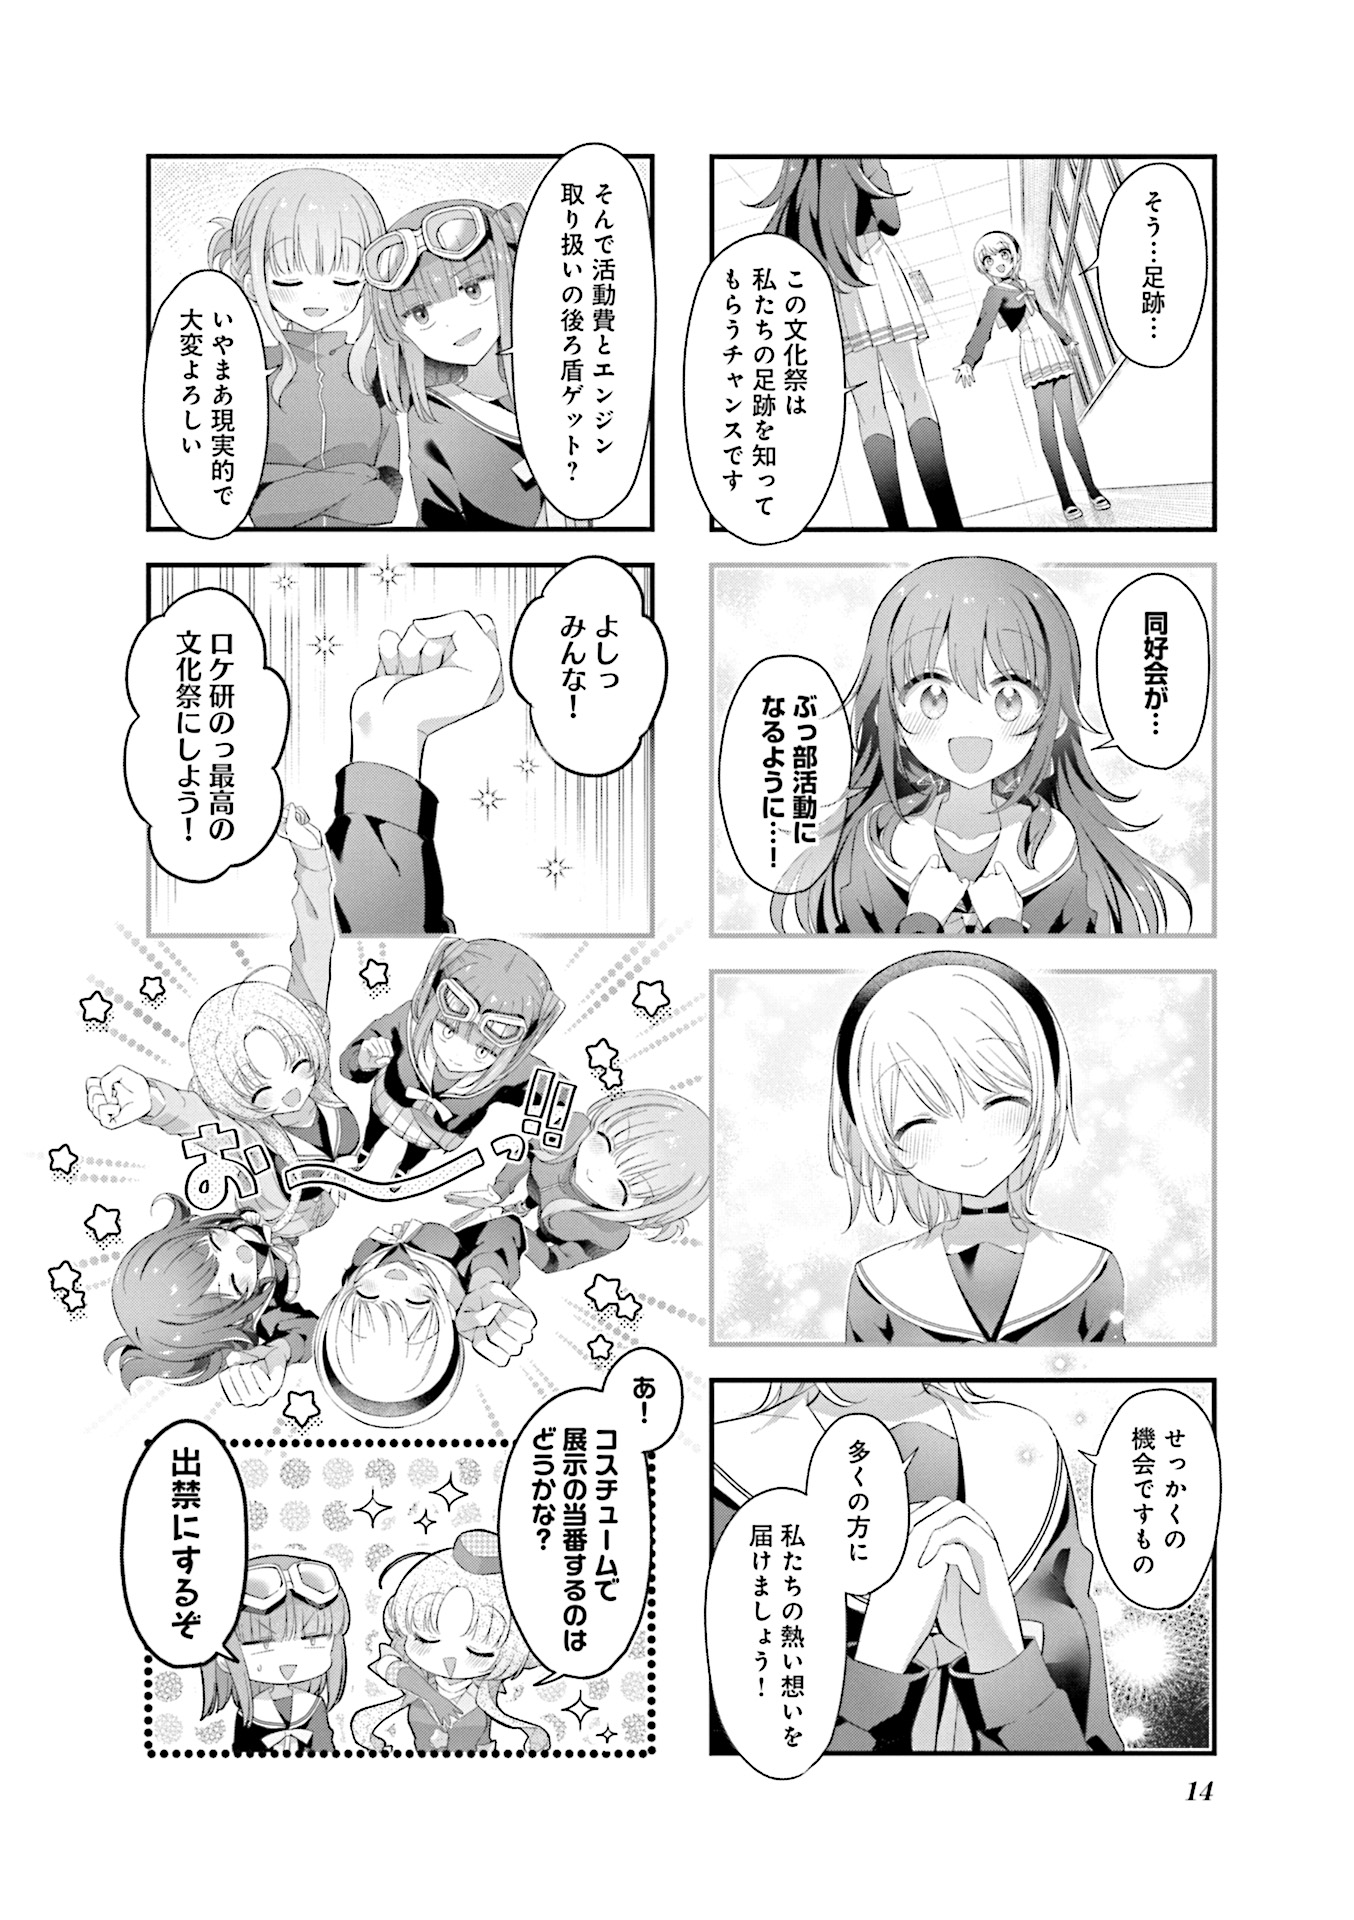 そう…足跡…
この文化祭は
私たちの足跡を知って
もらうチャンスです
同好会が…
ぶっ部活動に
なるように…！
せっかくの
機会ですもの
多くの方に
私たちの熱い想いを
届けましょう！
そんで活動費とエンジン
取り扱いの後ろ盾ゲット？
いやまあ現実的で
大変よろしい
よしっ
みんな！
ロケ研のっ最高の
文化祭にしよう！
お〜〜っ!!
あ！
コスチュームで
展示の当番するのは
どうかな？
出禁にするぞ
14